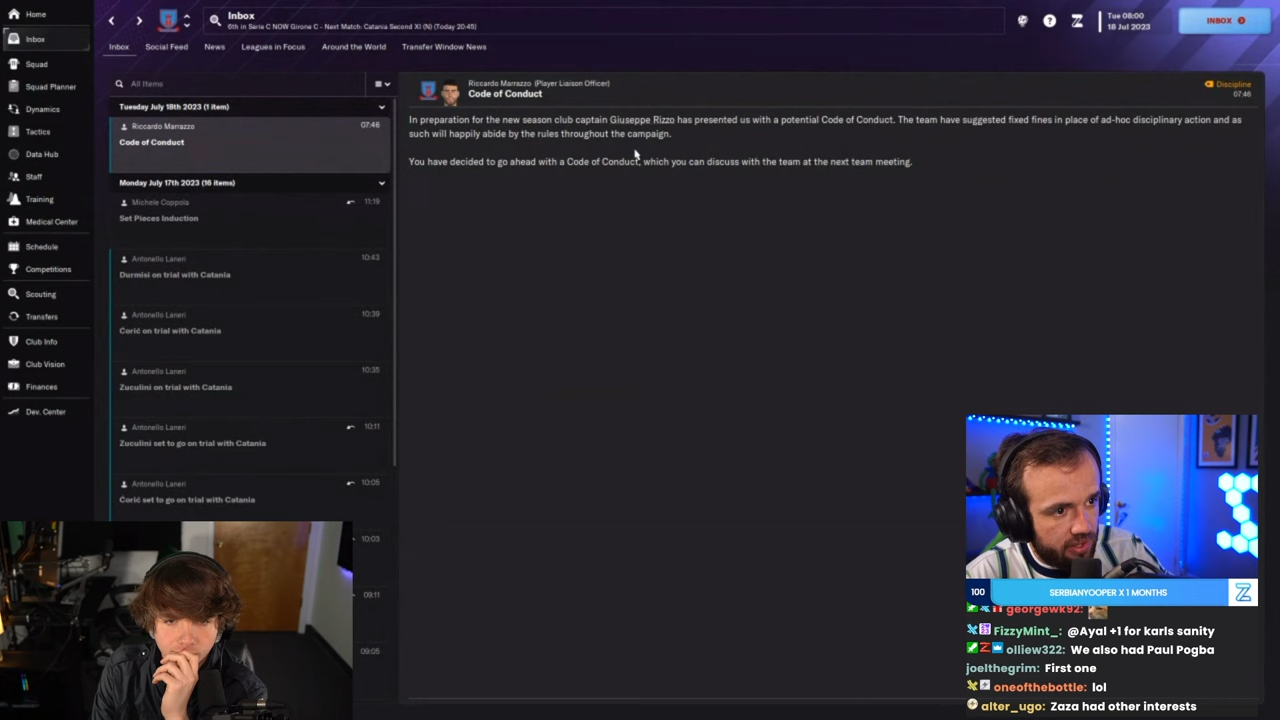 Home
Inbox
Squad
Squad Planner
Dynamics
Tactics
Data Hub
Staff
Training
Medical Center
Schedule
Competitions
Scouting
Transfers
Club Info
Club Vision
Finances
Dev. Center
Inbox
6th in Serie C NOW Girone C - Next Match: Catania Second XI (N) (Today 20:45)
Tue 08:00
18 Jul 2023
INBOX
Inbox
Social Feed
News
Leagues in Focus
Around the World
Transfer Window News
All Items
Tuesday July 18th 2023 (1 item)
Riccardo Marrazzo 07:46
Code of Conduct
Monday July 17th 2023 (16 items)
Michele Coppola 11:19
Set Pieces Induction
Antonello Laneri 10:43
Durmisi on trial with Catania
Antonello Laneri 10:39
Ćorić on trial with Catania
Antonello Laneri 10:35
Zuculini on trial with Catania
Antonello Laneri 10:11
Zuculini set to go on trial with Catania
Antonello Laneri 10:05
Ćorić set to go on trial with Catania
10:03
09:11
09:05
Riccardo Marrazzo (Player Liaison Officer)
Code of Conduct
Discipline
07:46
In preparation for the new season club captain Giuseppe Rizzo has presented us with a potential Code of Conduct. The team have suggested fixed fines in place of ad-hoc disciplinary action and as
such will happily abide by the rules throughout the campaign.
You have decided to go ahead with a Code of Conduct, which you can discuss with the team at the next team meeting.
100 SERBIANYOOPER X 1 MONTHS
georgewk92:
FizzyMint_: @Ayal +1 for karls sanity
olliew322: We also had Paul Pogba
joelthegrim: First one
oneofthebottle: lol
alter_ugo: Zaza had other interests